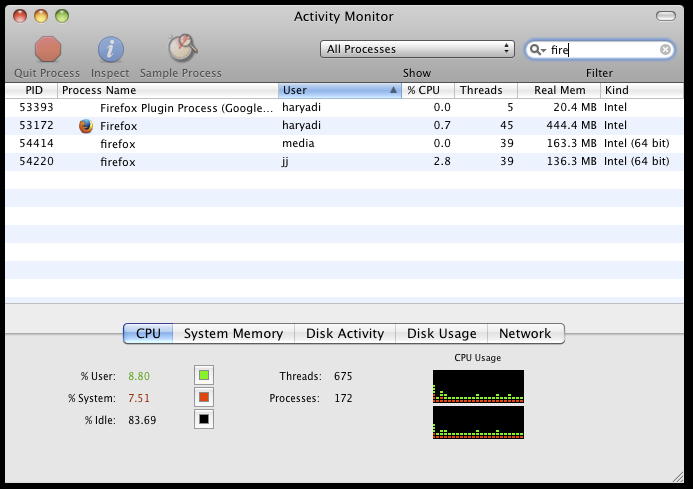 Activity Monitor
Quit Process Inspect Sample Process All Processes Show fire Filter
PID Process Name User % CPU Threads Real Mem Kind
53393 Firefox Plugin Process (Google... haryadi 0.0 5 20.4 MB Intel
53172 Firefox haryadi 0.7 45 444.4 MB Intel
54414 firefox media 0.0 39 163.3 MB Intel (64 bit)
54220 firefox jj 2.8 39 136.3 MB Intel (64 bit)
CPU System Memory Disk Activity Disk Usage Network
CPU Usage
% User: 8.80 Threads: 675
% System: 7.51 Processes: 172
% Idle: 83.69